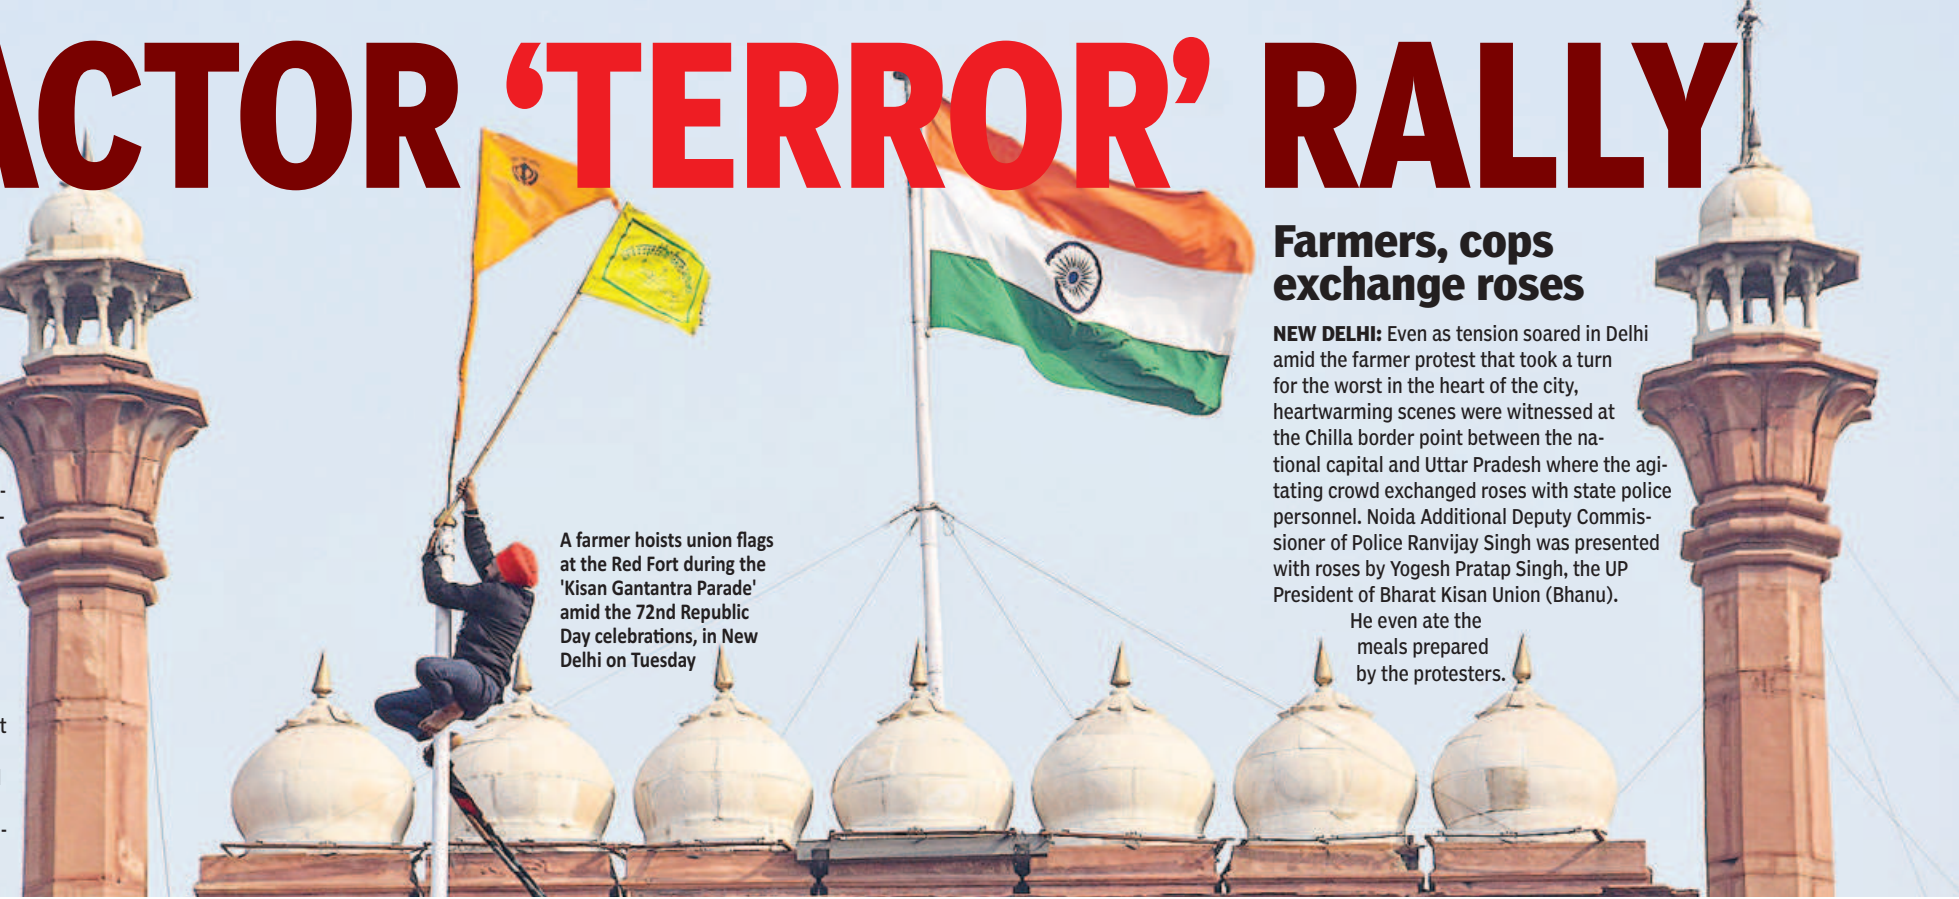 ACTOR ‘TERROR’ RALLY
Farmers, cops
exchange roses
NEW DELHI: Even as tension soared in Delhi
amid the farmer protest that took a turn
for the worst in the heart of the city,
heartwarming scenes were witnessed at
the Chilla border point between the na-
tional capital and Uttar Pradesh where the agi-
tating crowd exchanged roses with state police
personnel. Noida Additional Deputy Commis-
sioner of Police Ranvijay Singh was presented
with roses by Yogesh Pratap Singh, the UP
President of Bharat Kisan Union (Bhanu).
He even ate the
meals prepared
by the protesters.
A farmer hoists union flags
at the Red Fort during the
'Kisan Gantantra Parade'
amid the 72nd Republic
Day celebrations, in New
Delhi on Tuesday